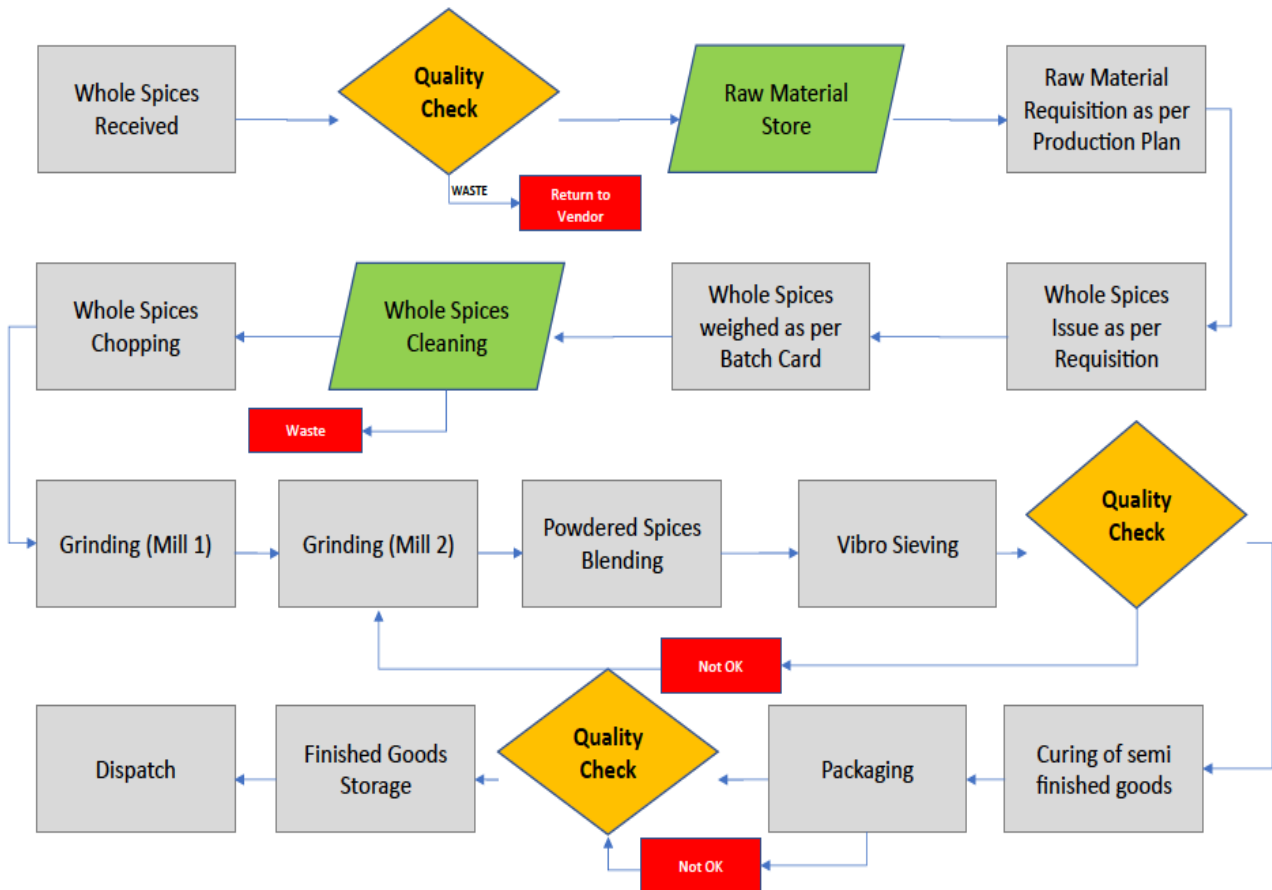 Whole Spices
Received
Quality
Check
Raw Material
Store
Raw Material
Requisition as per
Production Plan
WASTE
Return to
Vendor
Whole Spices
Chopping
Whole Spices
Cleaning
Whole Spices
weighed as per
Batch Card
Whole Spices
Issue as per
Requisition
Waste
Grinding (Mill 1)
Grinding (Mill 2)
Powdered Spices
Blending
Vibro Sieving
Quality
Check
Not OK
Dispatch
Finished Goods
Storage
Quality
Check
Packaging
Curing of semi
finished goods
Not OK